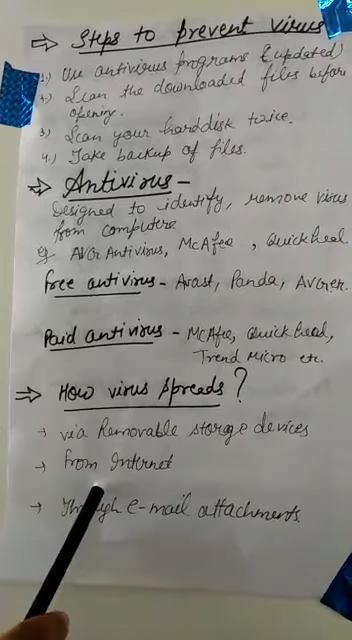 ⇒ Steps to prevent virus
1.) Use antivirus programs (updated)
2.) Scan the downloaded files before
opening.
3) Scan your harddisk twice.
4.) Take backup of files.
⇒ Antivirus -
Designed to identify, remove virus
from computers
eg AVG Antivirus, McAfee, Quick heal
Free antivirus - Avast, Panda, AVG etc.
Paid antivirus - McAfee, Quick heal,
Trend Micro etc.
⇒ How virus spreads?
→ via Removable storage devices
→ from Internet
→ Through e-mail attachments.